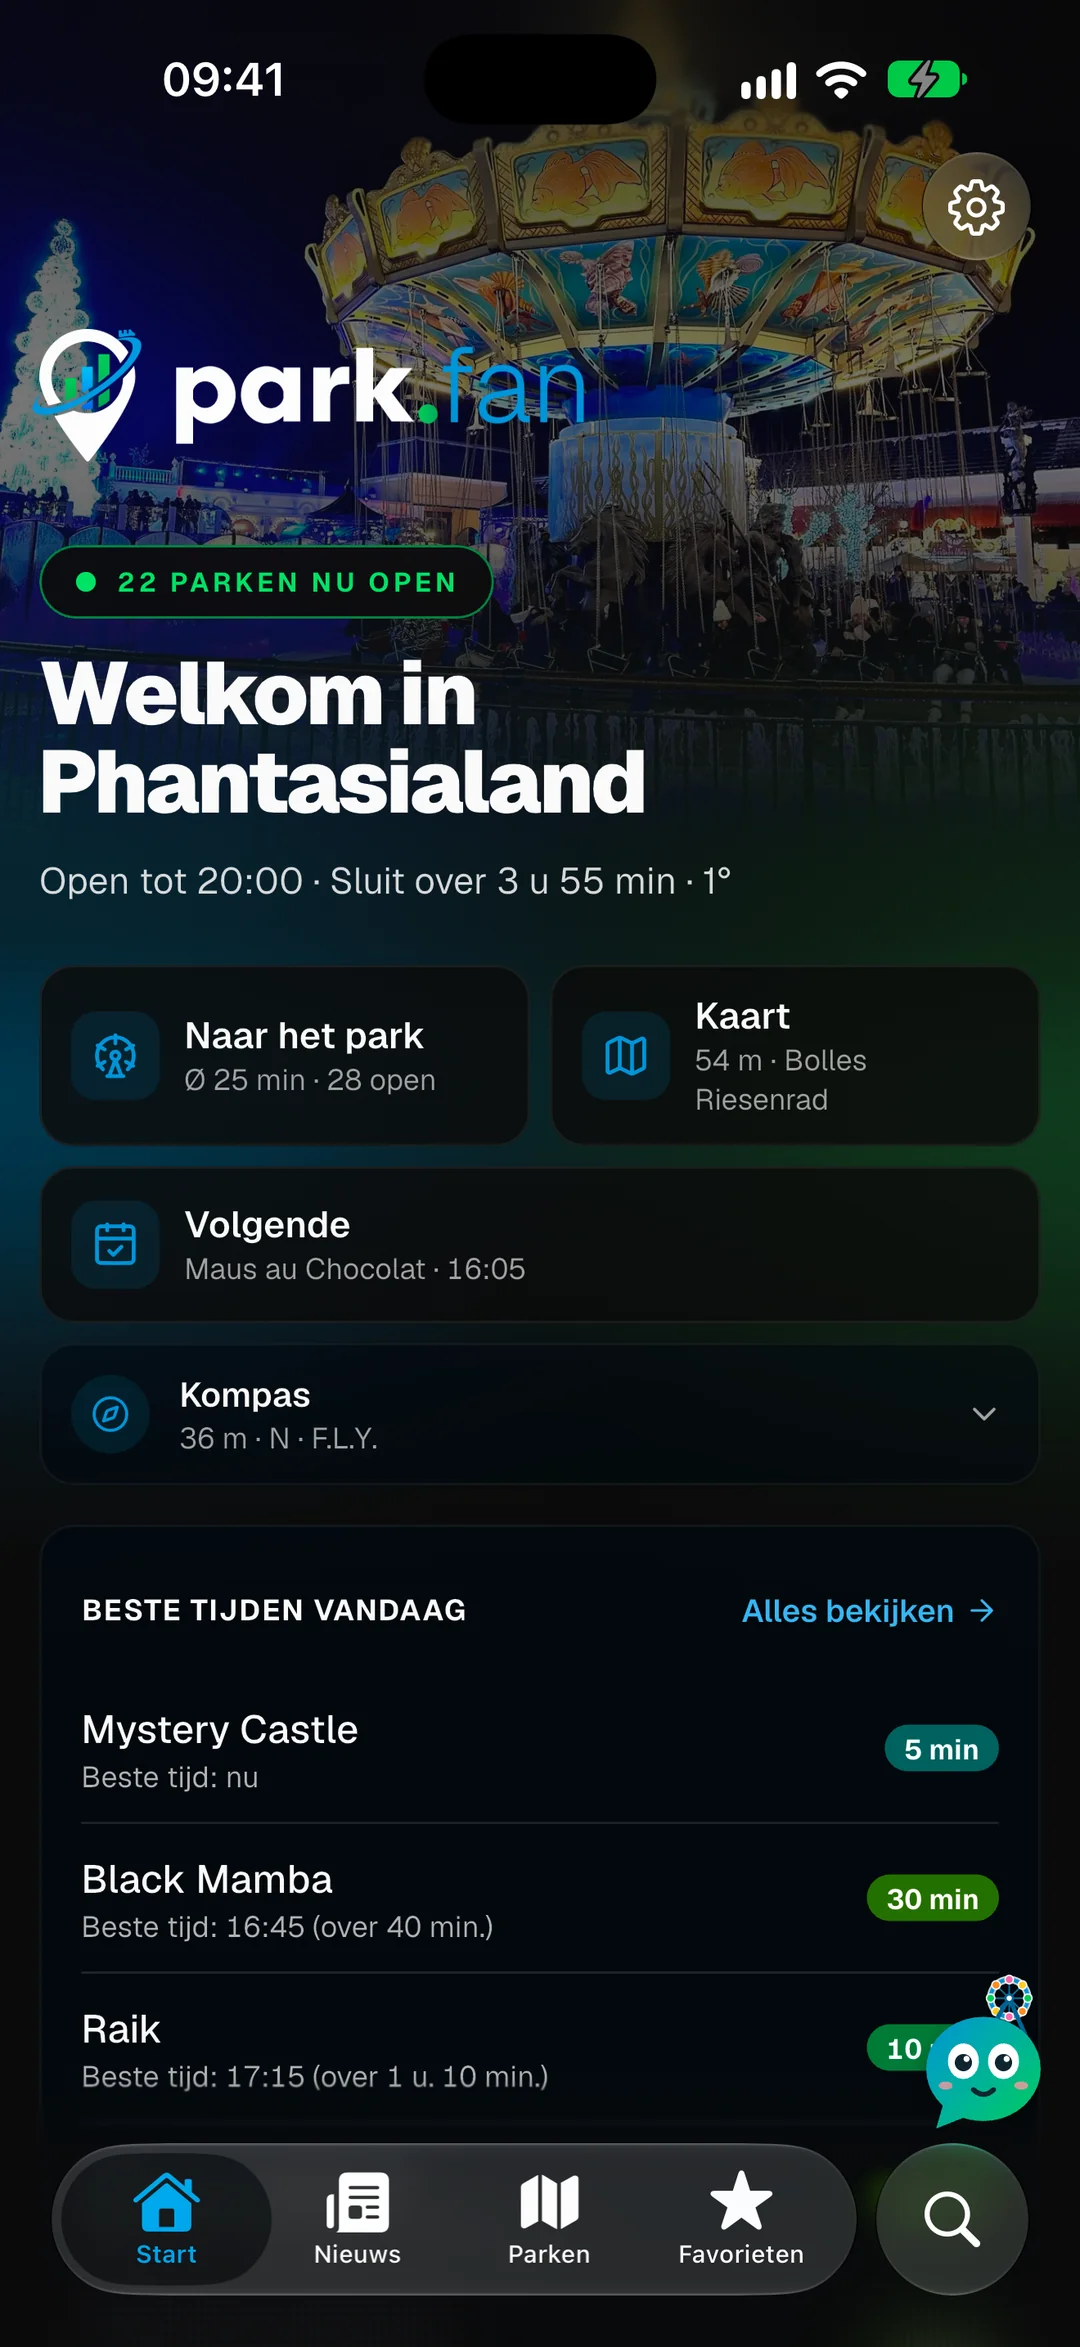 09:41
park.fan
22 PARKEN NU OPEN
Welkom in
Phantasialand
Open tot 20:00 · Sluit over 3 u 55 min · 1°
Naar het park
Ø 25 min · 28 open
Kaart
54 m · Bolles
Riesenrad
Volgende
Maus au Chocolat · 16:05
Kompas
36 m · N · F.L.Y.
BESTE TIJDEN VANDAAG
Alles bekijken →
Mystery Castle
5 min
Beste tijd: nu
Black Mamba
30 min
Beste tijd: 16:45 (over 40 min.)
Raik
10
Beste tijd: 17:15 (over 1 u. 10 min.)
Start
Nieuws
Parken
Favorieten